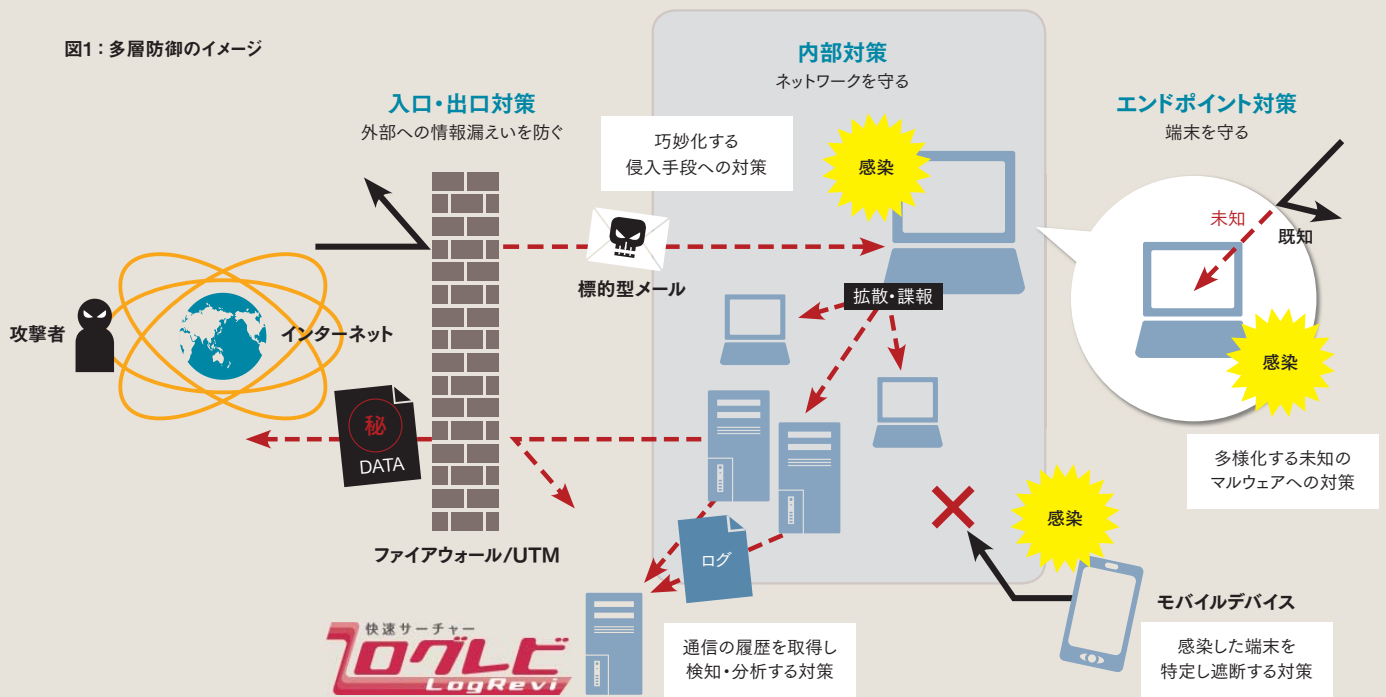 図1：多層防御のイメージ
内部対策
ネットワークを守る
入口・出口対策
外部への情報漏えいを防ぐ
エンドポイント対策
端末を守る
巧妙化する
侵入手段への対策
感染
未知
既知
標的型メール
拡散・諜報
攻撃者
インターネット
感染
秘
DATA
多様化する未知の
マルウェアへの対策
感染
ファイアウォール/UTM
ログ
モバイルデバイス
快速サーチャー
ログレビ
LogRevi
通信の履歴を取得し
検知・分析する対策
感染した端末を
特定し遮断する対策